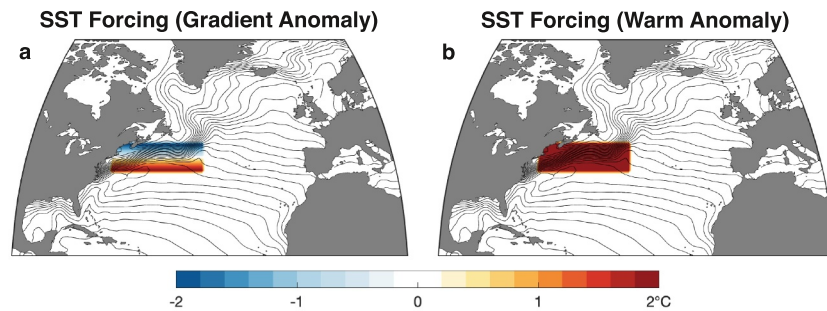 SST Forcing (Gradient Anomaly) SST Forcing (Warm Anomaly)
a b
-2 -1 0 1 2°C